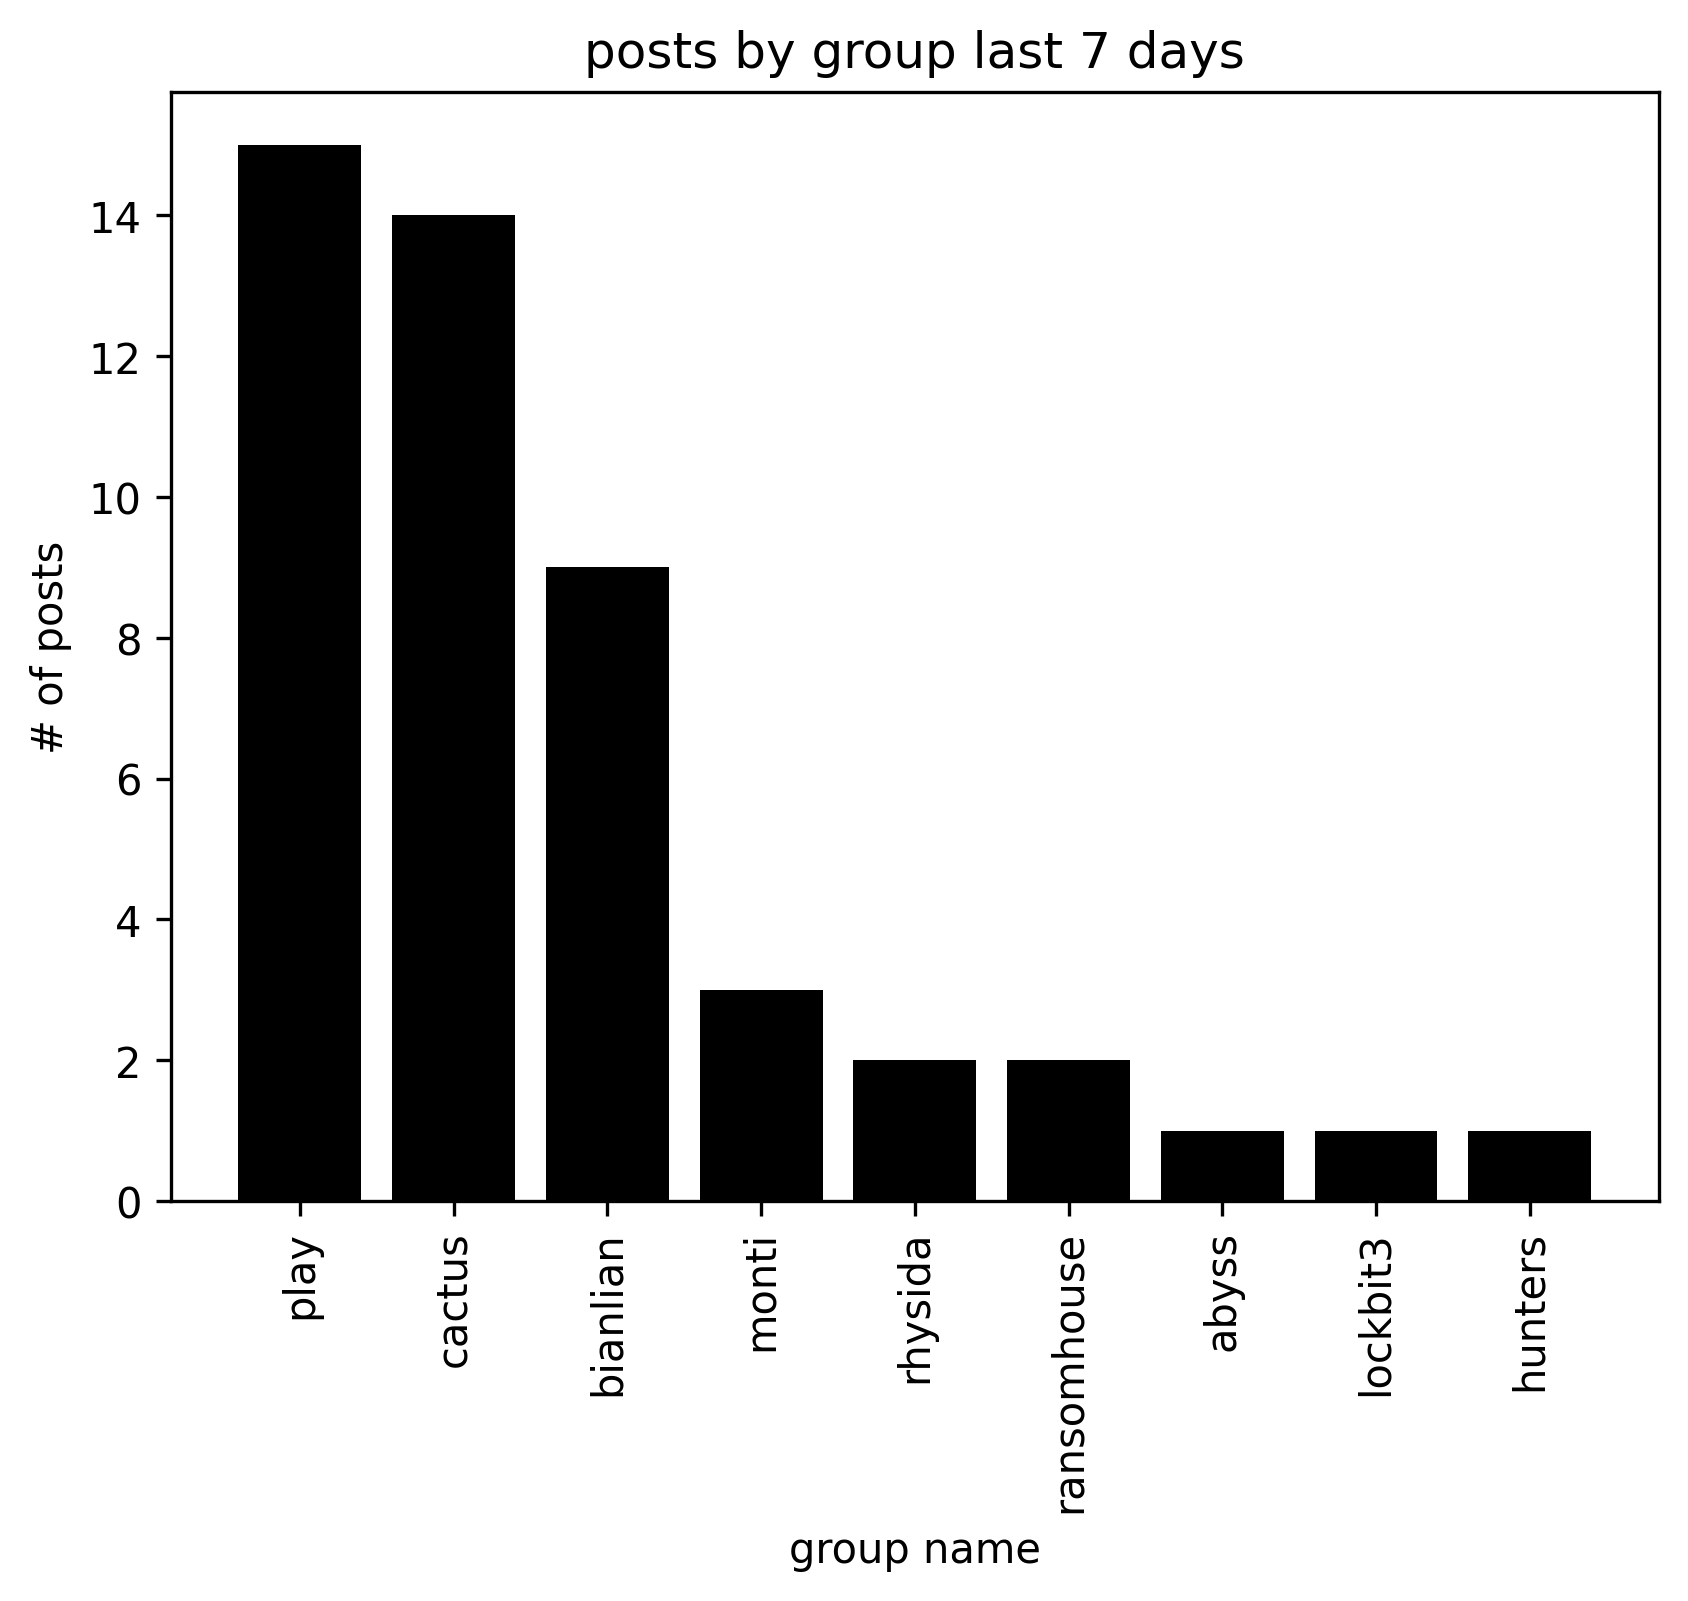 posts by group last 7 days
# of posts
14
12
10
8
6
4
2
0
play
cactus
bianlian
monti
rhysida
ransomhouse
abyss
lockbit3
hunters
group name